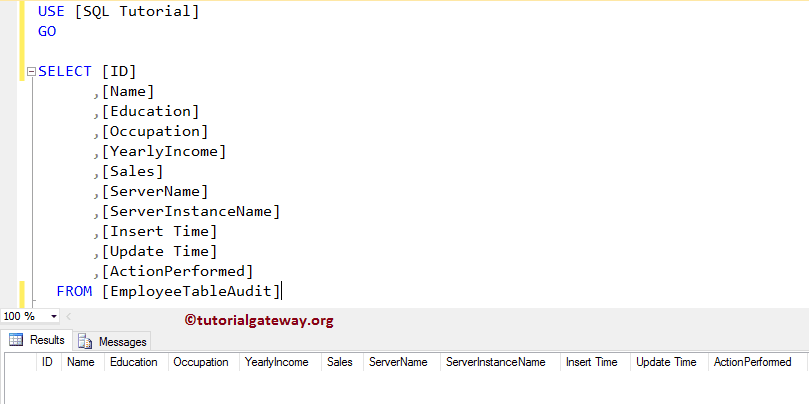 USE [SQL Tutorial]
GO
SELECT [ID]
,[Name]
,[Education]
,[Occupation]
,[YearlyIncome]
,[Sales]
,[ServerName]
,[ServerInstanceName]
,[Insert Time]
,[Update Time]
,[ActionPerformed]
FROM [EmployeeTableAudit]
100 %
©tutorialgateway.org
Results Messages
ID Name Education Occupation YearlyIncome Sales ServerName ServerInstanceName Insert Time Update Time ActionPerformed